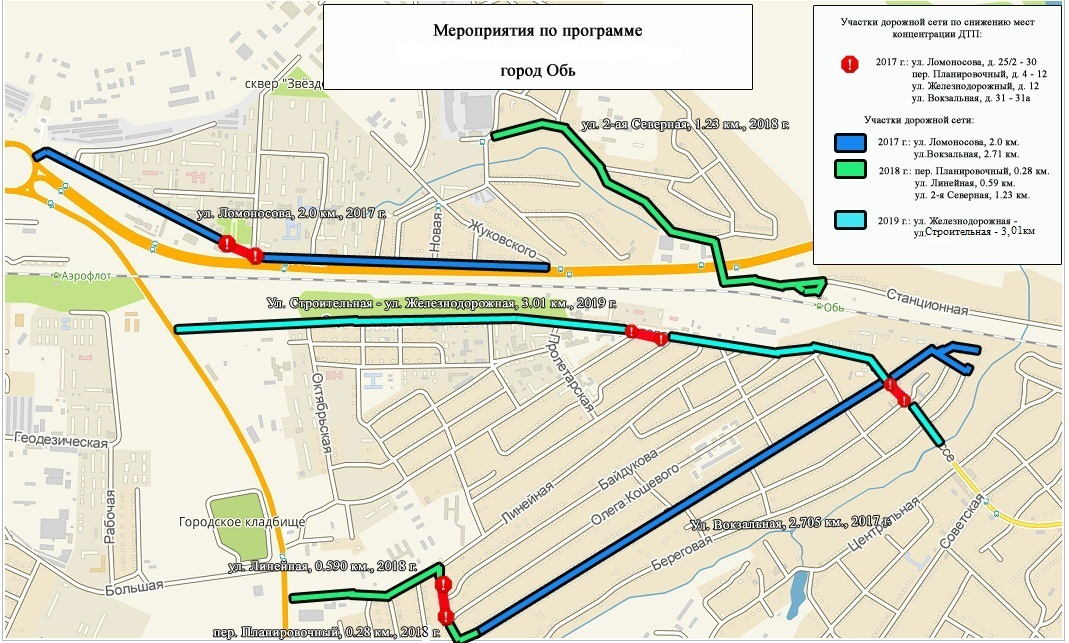 Мероприятия по программе
город Обь
Участки дорожной сети по снижению мест
концентрации ДТП:
2017 г.: ул. Ломоносова, д. 25/2 - 30
пер. Планировочный, д. 4 - 12
ул. Железнодорожный, д. 12
ул. Вокзальная, д. 31 - 31а
Участки дорожной сети:
2017 г.: ул. Ломоносова, 2.0 км.
ул.Вокзальная, 2.71 км.
2018 г.: пер. Планировочный, 0.28 км.
ул. Линейная, 0.59 км.
ул. 2-я Северная, 1.23 км.
2019 г.: ул. Железнодорожная -
ул.Строительная - 3,01км
сквер "Звёзд
ул. 2-ая Северная, 1.23 км., 2018 г.
ул. Ломоносова, 2.0 км., 2017 г.
Новая
Жуковского
Аэрофлот
Станционная
Обь
Ул. Строительная - ул. Железнодорожная, 3.01 км., 2019 г.
Пролетарская
Октябрьская
Геодезическая
Рабочая
Байдукова
Линейная
Олега Кошевого
Ул. Вокзальная, 2.705 км., 2017 г.
Центральная
Советская
Береговая
Городское кладбище
ул. Линейная, 0.590 км., 2018 г.
Большая
пер. Планировочный, 0.28 км., 2018 г.